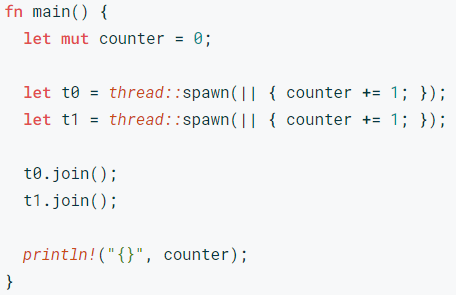 fn main() {
  let mut counter = 0;

  let t0 = thread::spawn(|| { counter += 1; });
  let t1 = thread::spawn(|| { counter += 1; });

  t0.join();
  t1.join();

  println!("{}", counter);
}